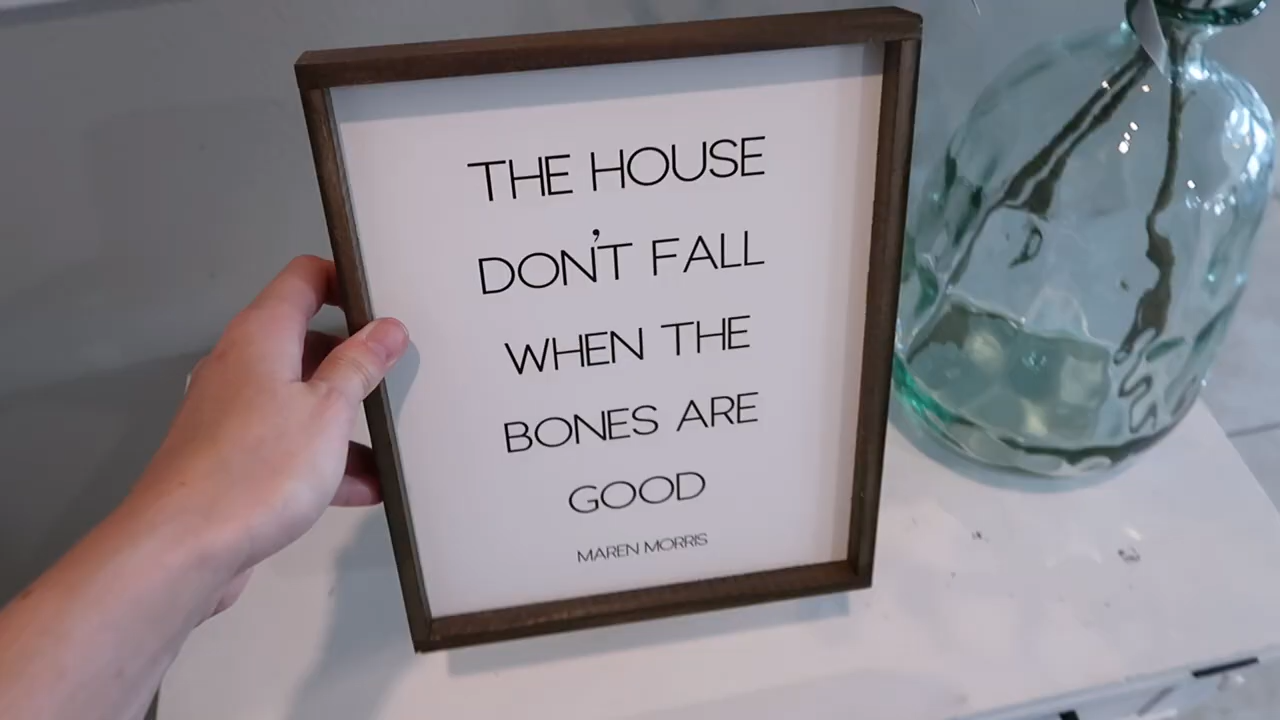 THE HOUSE
DON'T FALL
WHEN THE
BONES ARE
GOOD
MAREN MORRIS